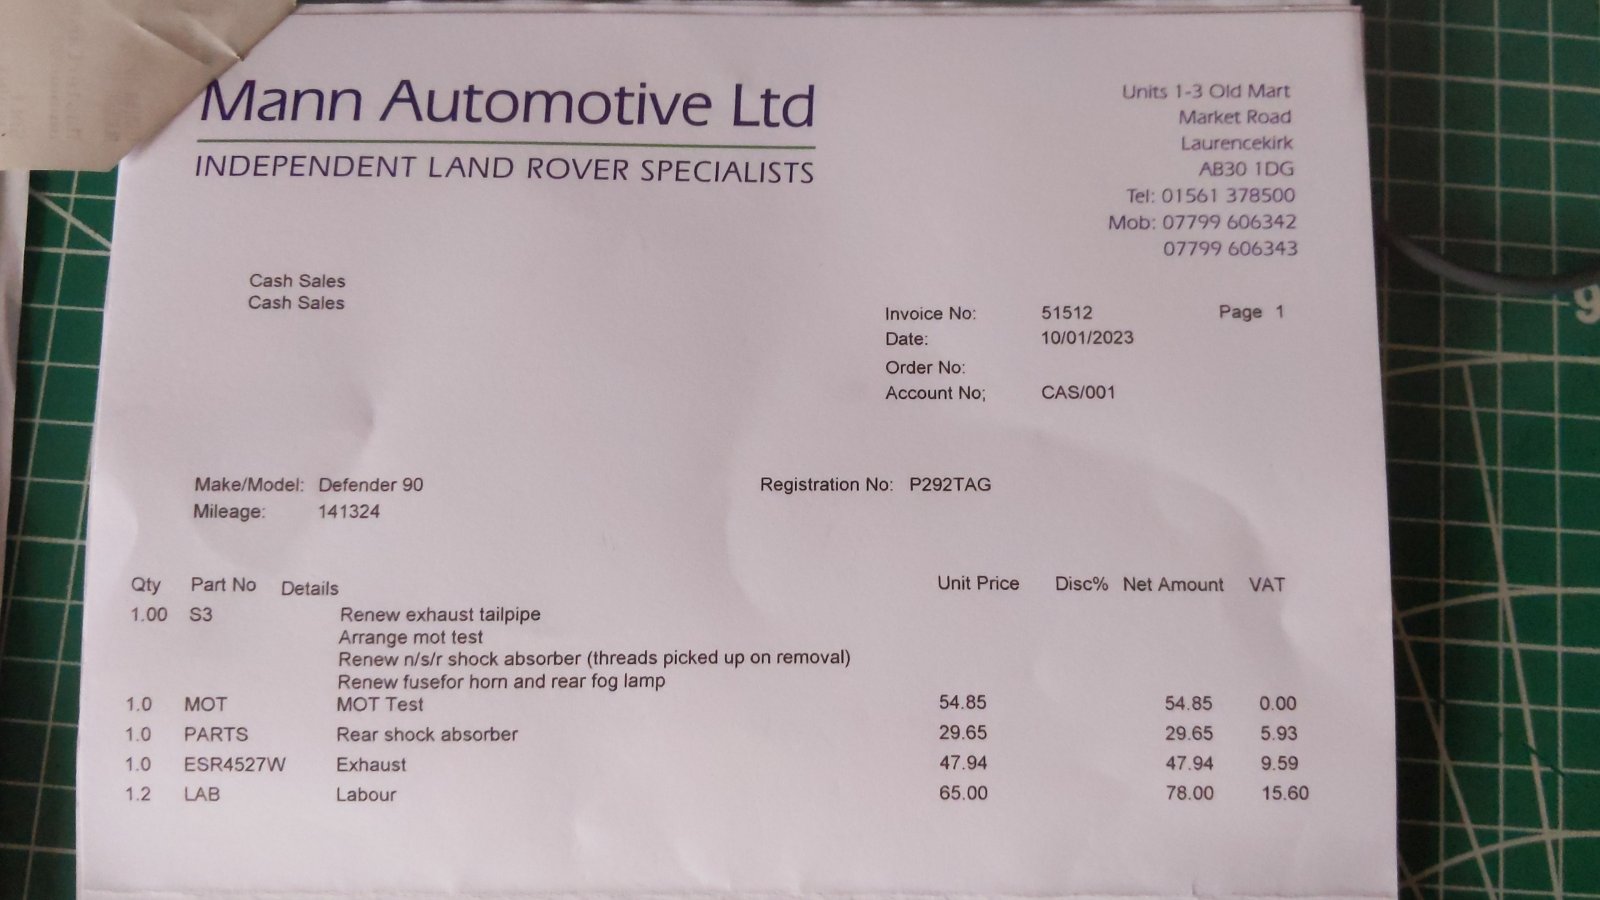 Mann Automotive Ltd
INDEPENDENT LAND ROVER SPECIALISTS
Units 1-3 Old Mart
Market Road
Laurencekirk
AB30 1DG
Tel: 01561 378500
Mob: 07799 606342
07799 606343
Cash Sales
Cash Sales
Invoice No: 51512 Page 1
Date: 10/01/2023
Order No:
Account No; CAS/001
Make/Model: Defender 90 Registration No: P292TAG
Mileage: 141324
Qty Part No Details Unit Price Disc% Net Amount VAT
1.00 S3 Renew exhaust tailpipe
Arrange mot test
Renew n/s/r shock absorber (threads picked up on removal)
Renew fusefor horn and rear fog lamp
1.0 MOT MOT Test 54.85 54.85 0.00
1.0 PARTS Rear shock absorber 29.65 29.65 5.93
1.0 ESR4527W Exhaust 47.94 47.94 9.59
1.2 LAB Labour 65.00 78.00 15.60
9